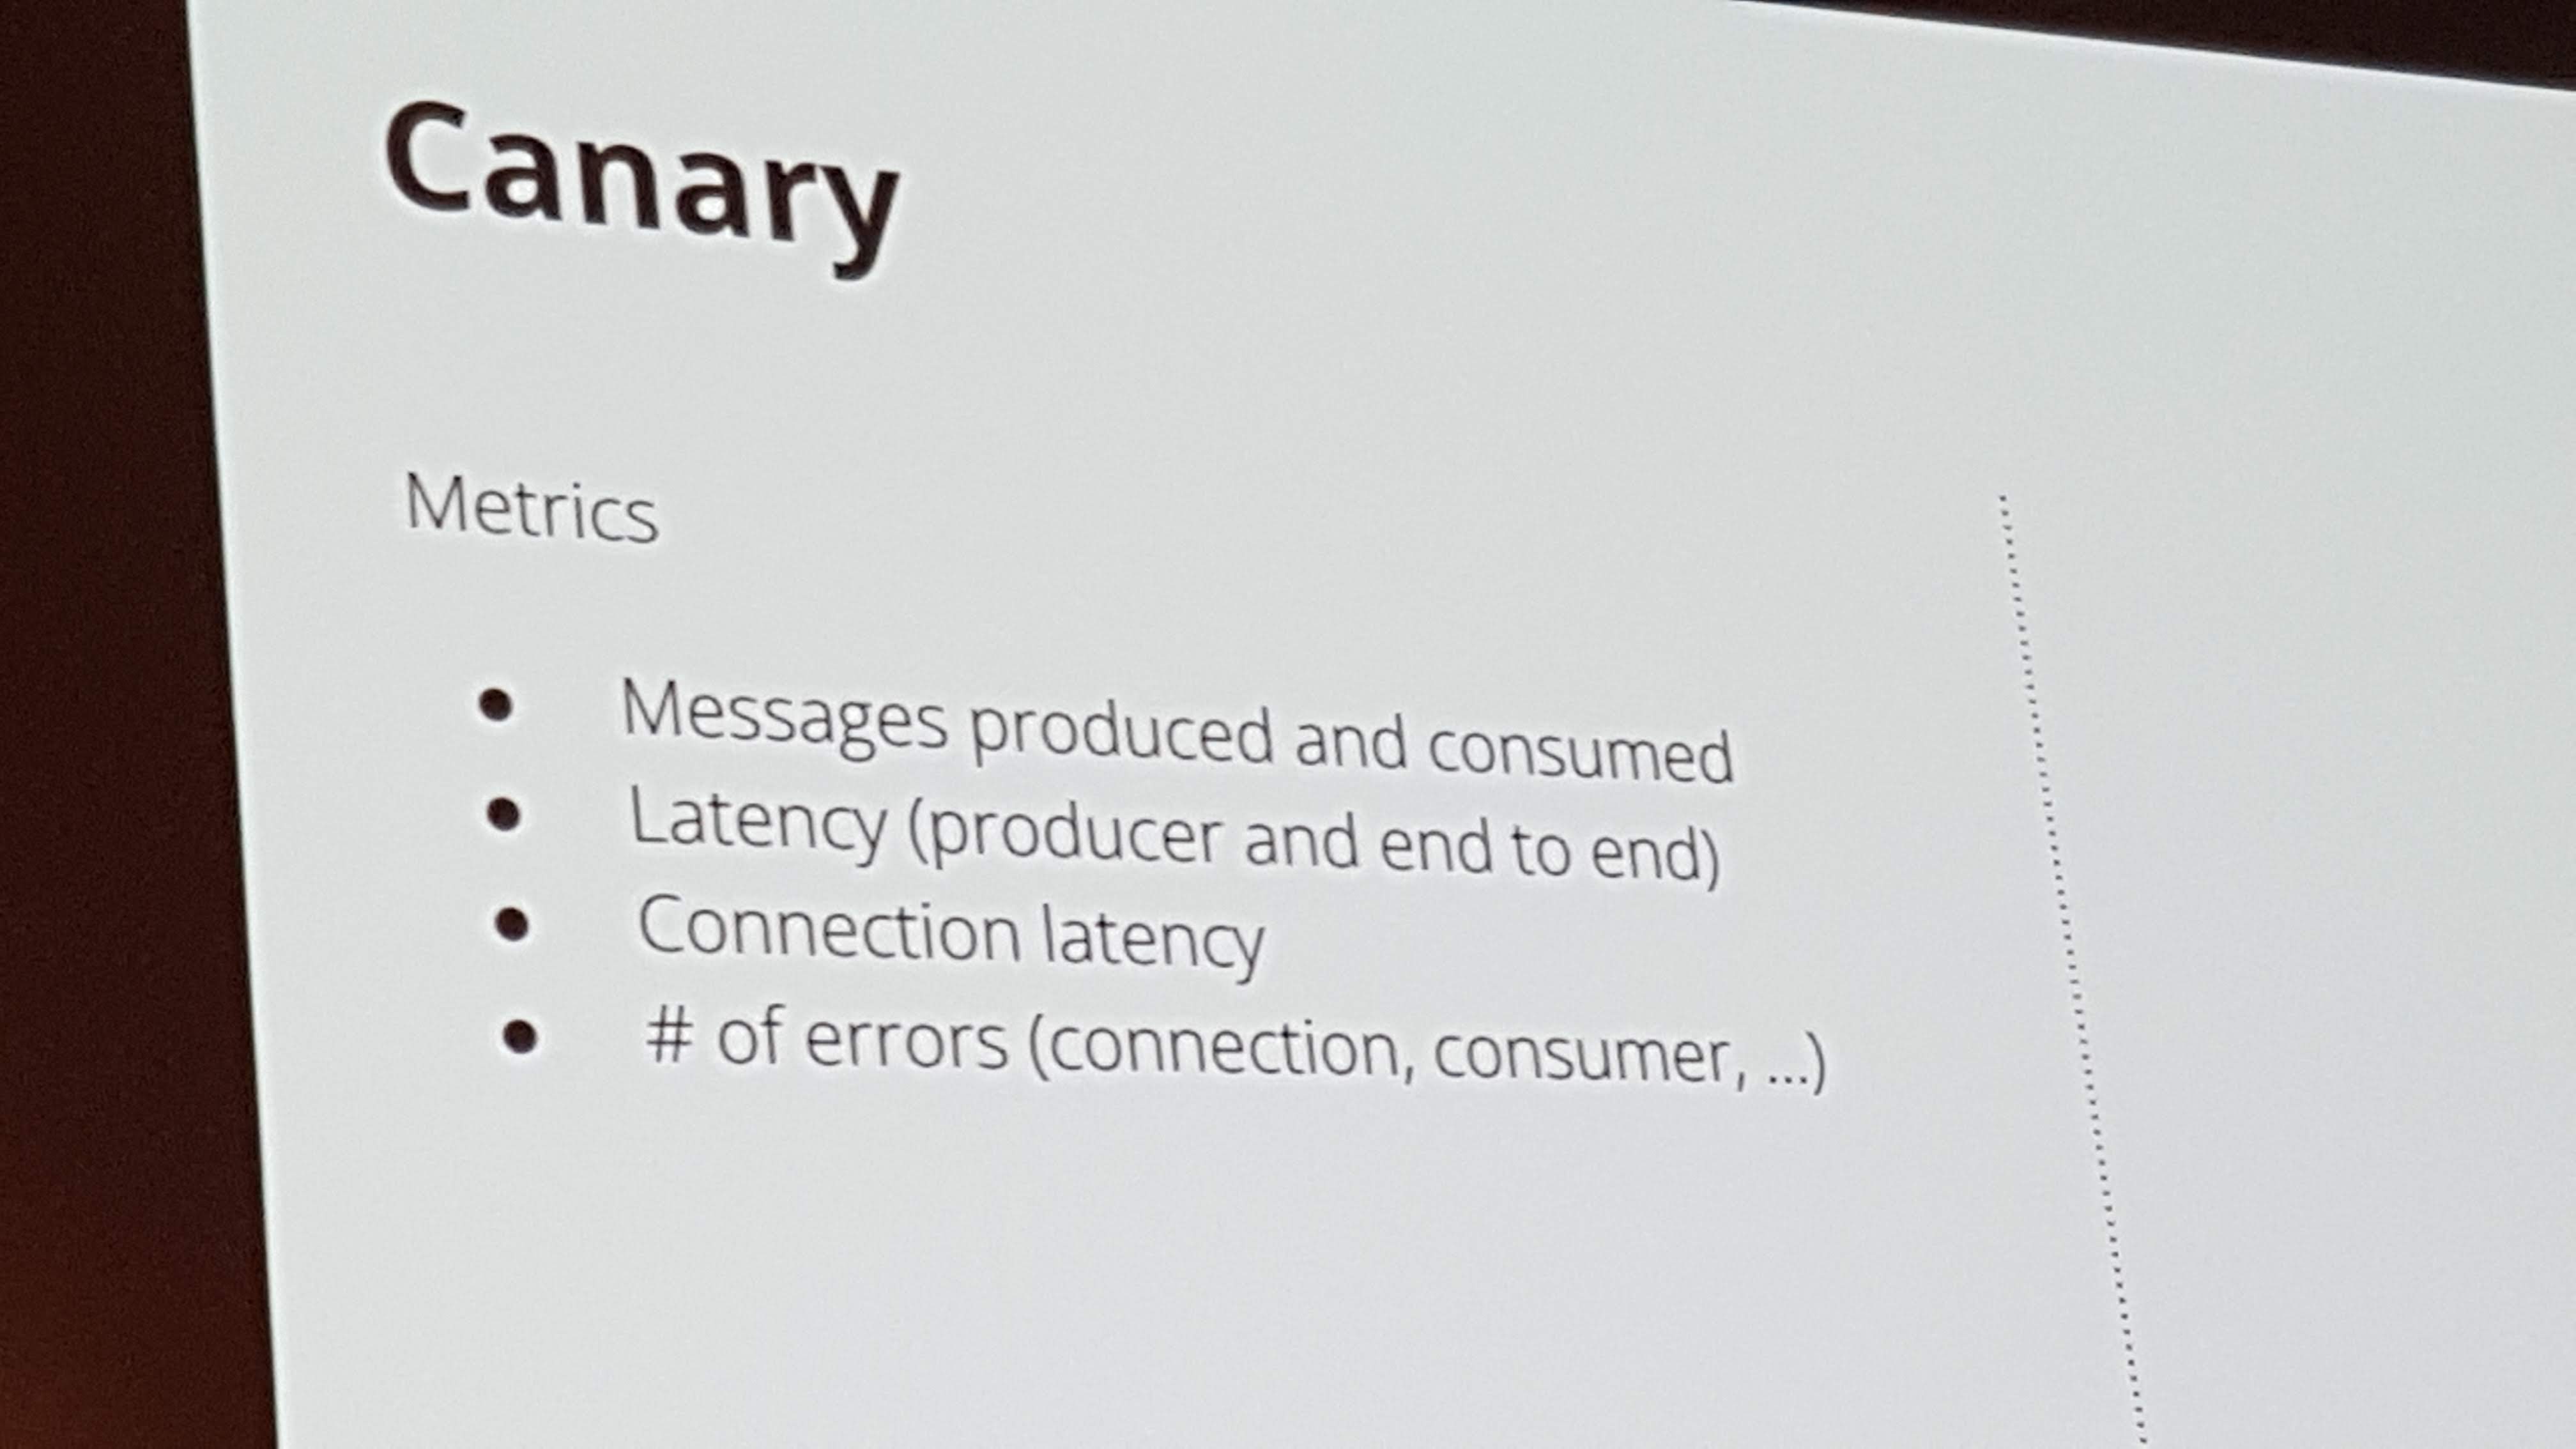 Canary
Metrics
● Messages produced and consumed
● Latency (producer and end to end)
● Connection latency
● # of errors (connection, consumer, ...)